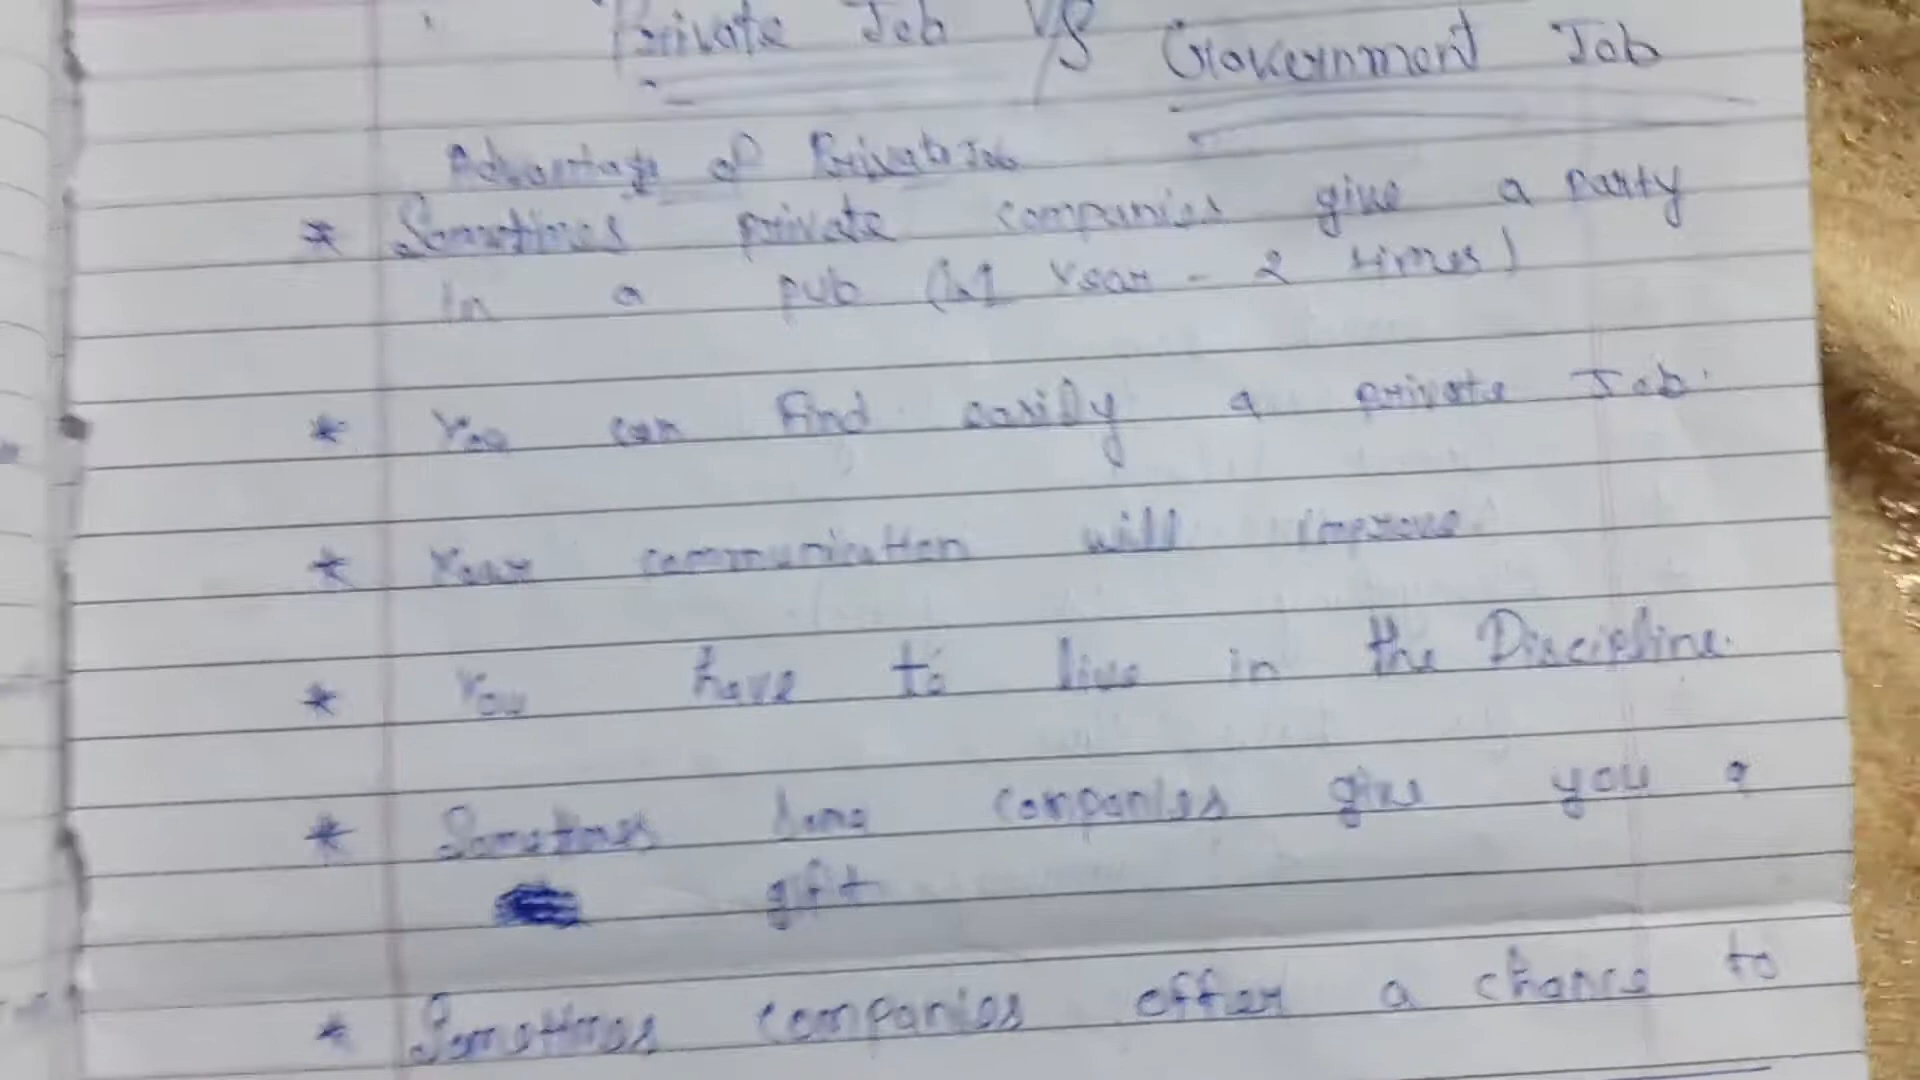 Private Job VS Government Job
Advantage of Private Job
* Sometimes private companies give a party
in a pub (1 Year - 2 times)
* You can find easily a private Job.
* Your communication will improve
* You have to live in the Discipline.
* Sometimes some companies give you a
gift
* Sometimes companies offer a chance to